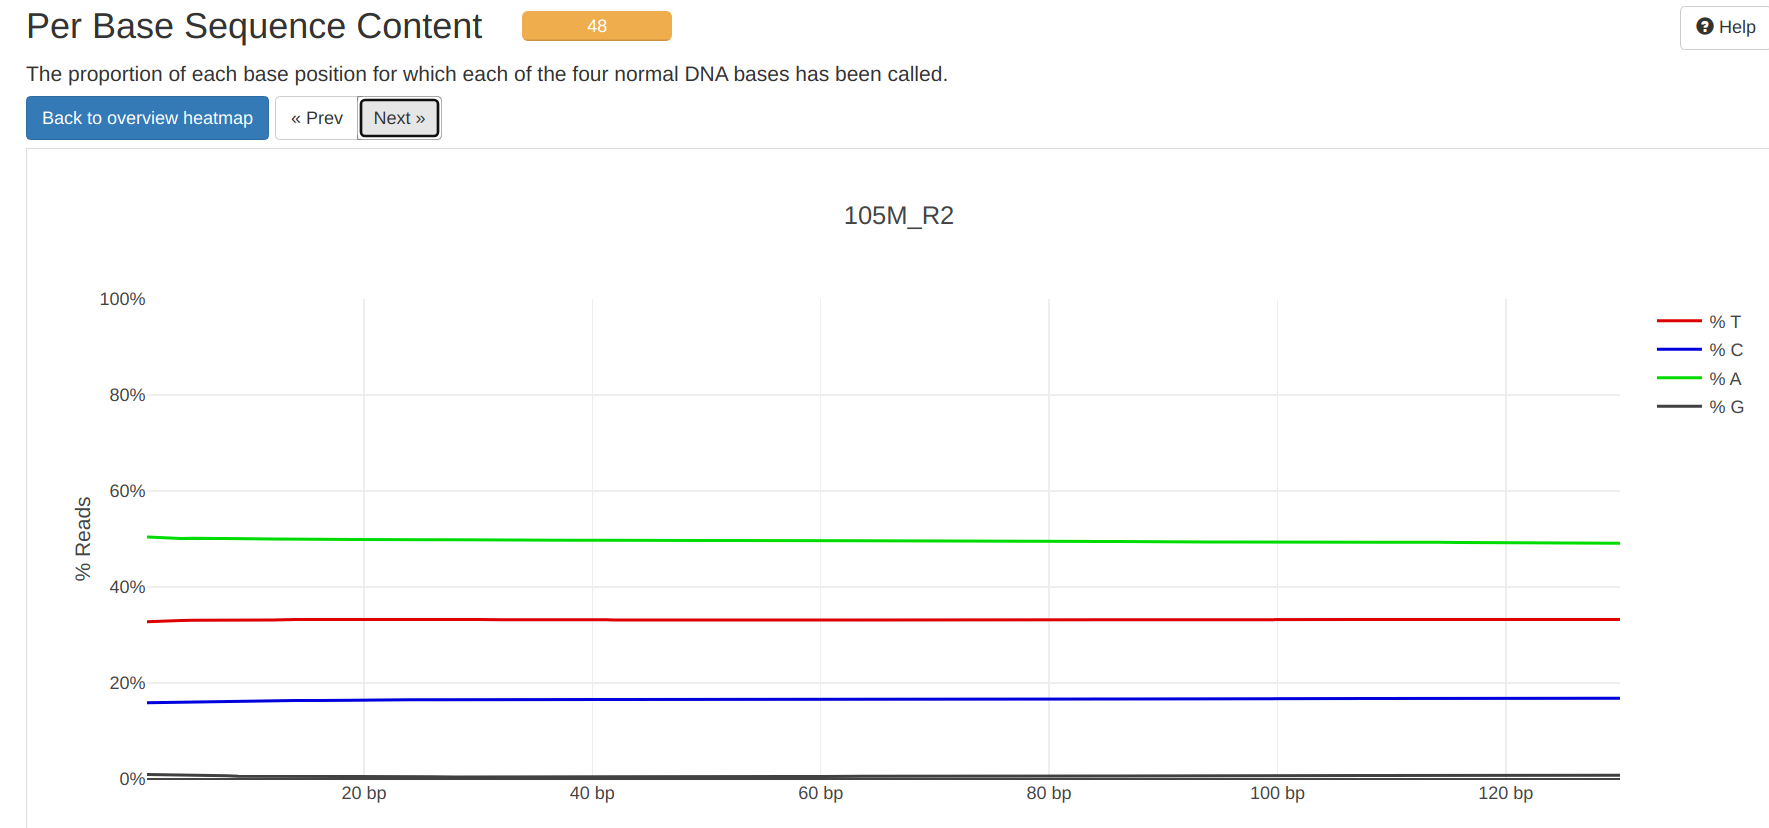 Per Base Sequence Content 48
Help
The proportion of each base position for which each of the four normal DNA bases has been called.
Back to overview heatmap « Prev Next »
105M_R2
100%
80%
60%
40%
20%
0%
% Reads
20 bp 40 bp 60 bp 80 bp 100 bp 120 bp
% T
% C
% A
% G